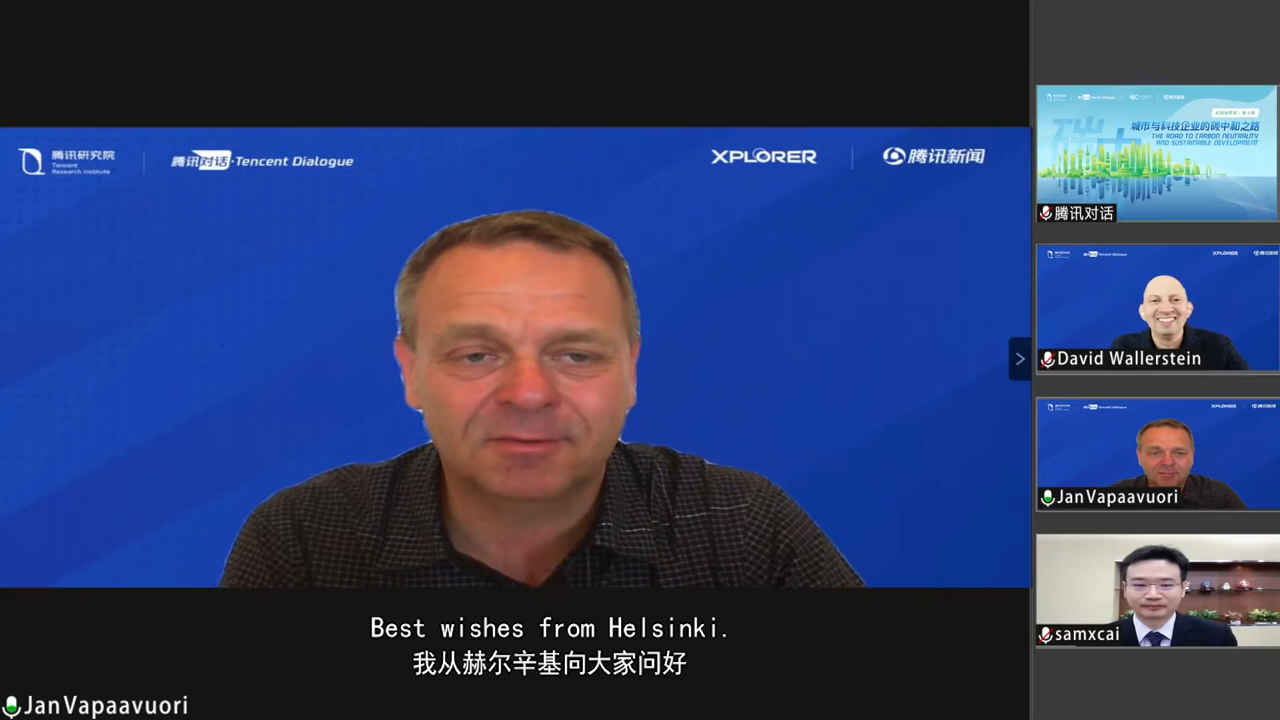 腾讯研究院
Tencent
Research Institute
腾讯对话·Tencent Dialogue
XPLORER
腾讯新闻
Best wishes from Helsinki.
我从赫尔辛基向大家问好
JanVapaavuori
城市与科技企业的碳中和之路
THE ROAD TO CARBON NEUTRALITY
AND SUSTAINABLE DEVELOPMENT
腾讯对话
XPLORER
David Wallerstein
XPLORER
JanVapaavuori
samxcai